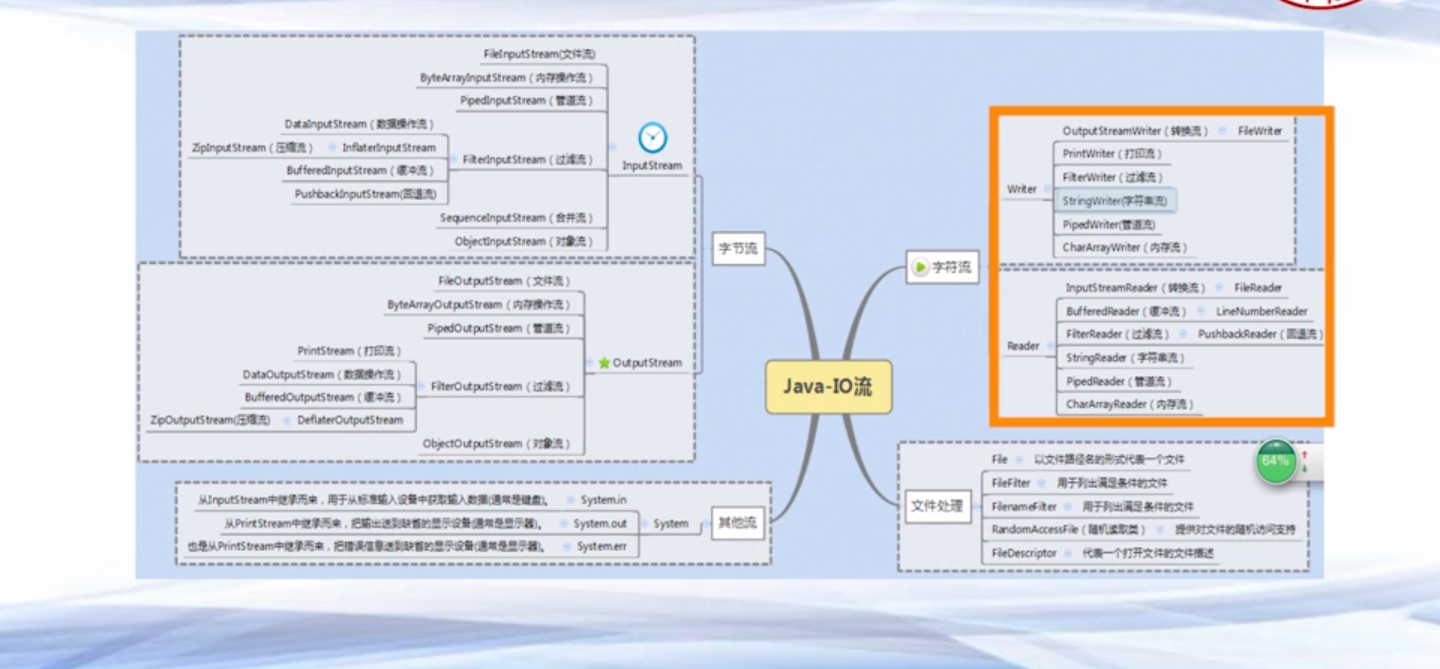 FileInputStream(文件流)
ByteArrayInputStream（内存操作流）
PipedInputStream（管道流）
DataInputStream（数据操作流）
ZipInputStream（压缩流） InflaterInputStream
BufferedInputStream（缓冲流）
PushbackInputStream(回退流)
FilterInputStream（过滤流）
SequenceInputStream（合并流）
ObjectInputStream（对象流）
InputStream
字节流
FileOutputStream（文件流）
ByteArrayOutputStream（内存操作流）
PipedOutputStream（管道流）
PrintStream（打印流）
DataOutputStream（数据操作流）
BufferedOutputStream（缓冲流）
ZipOutputStream(压缩流) DeflaterOutputStream
FilterOutputStream（过滤流）
ObjectOutputStream（对象流）
OutputStream
从InputStream中继承而来，用于从标准输入设备中获取输入数据(通常是键盘)。 System.in
从PrintStream中继承而来，把输出送到缺省的显示设备(通常是显示器)。 System.out
也是从PrintStream中继承而来，把错误信息送到缺省的显示设备(通常是显示器)。 System.err
System
其他流
Java-IO流
字符流
Writer
OutputStreamWriter（转换流） FileWriter
PrintWriter（打印流）
FilterWriter（过滤流）
StringWriter(字符串流)
PipedWriter(管道流)
CharArrayWriter（内存流）
Reader
InputStreamReader（转换流） FileReader
BufferedReader（缓冲流） LineNumberReader
FilterReader（过滤流） PushbackReader（回退流）
StringReader（字符串流）
PipedReader（管道流）
CharArrayReader（内存流）
文件处理
File 以文件路径名的形式代表一个文件
FileFilter 用于列出满足条件的文件
FilenameFilter 用于列出满足条件的文件
RandomAccessFile（随机读取类） 提供对文件的随机访问支持
FileDescriptor 代表一个打开文件的文件描述
64%